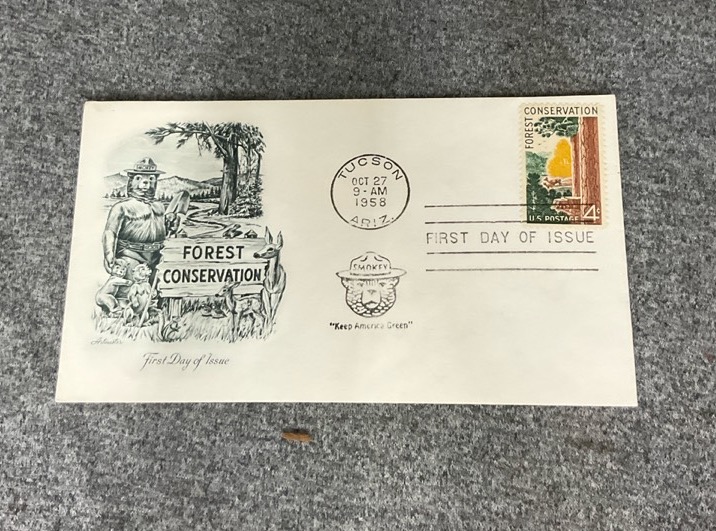 FOREST
CONSERVATION
First Day of Issue
TUCSON
OCT 27
9-AM
1958
ARIZ.
SMOKEY
"Keep America Green"
FOREST
CONSERVATION
U.S. POSTAGE 4¢
FIRST DAY OF ISSUE